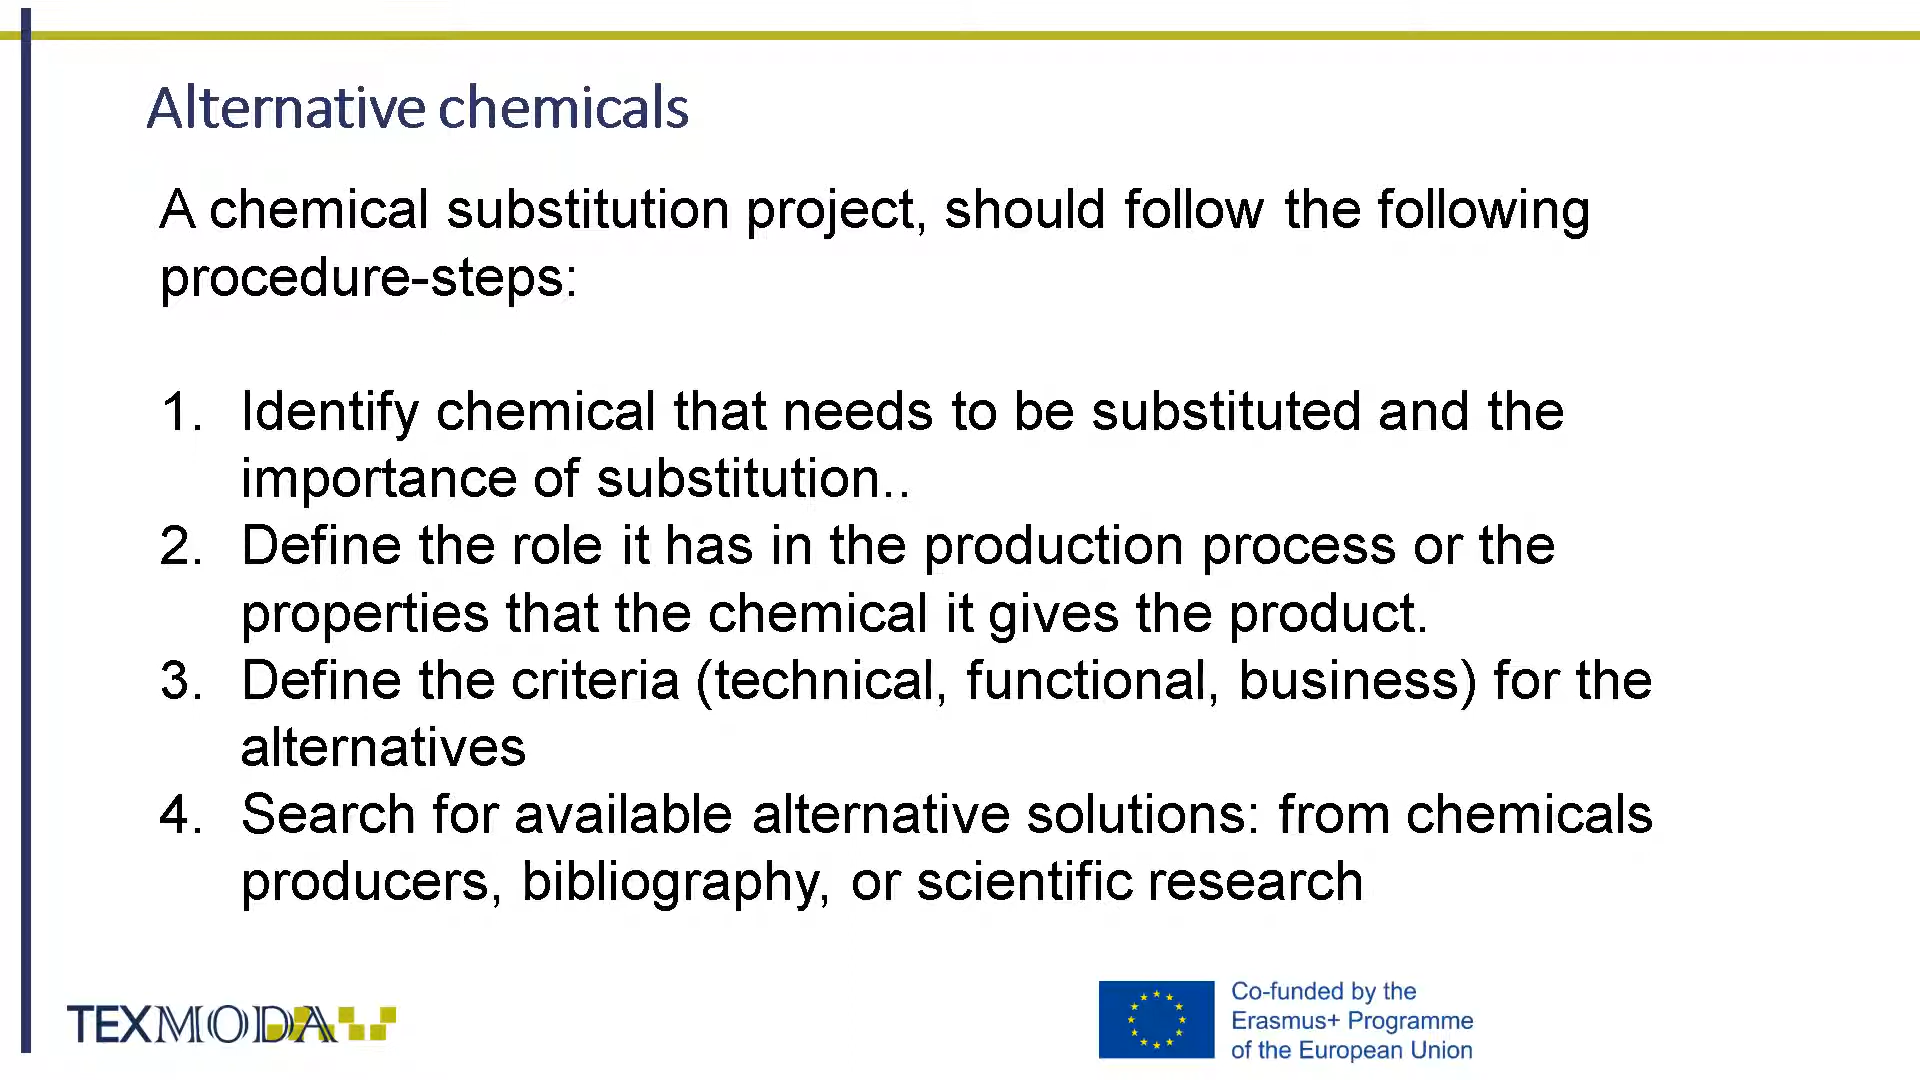 Alternative chemicals
A chemical substitution project, should follow the following
procedure-steps:
1. Identify chemical that needs to be substituted and the
importance of substitution..
2. Define the role it has in the production process or the
properties that the chemical it gives the product.
3. Define the criteria (technical, functional, business) for the
alternatives
4. Search for available alternative solutions: from chemicals
producers, bibliography, or scientific research
TEXMODA
Co-funded by the
Erasmus+ Programme
of the European Union